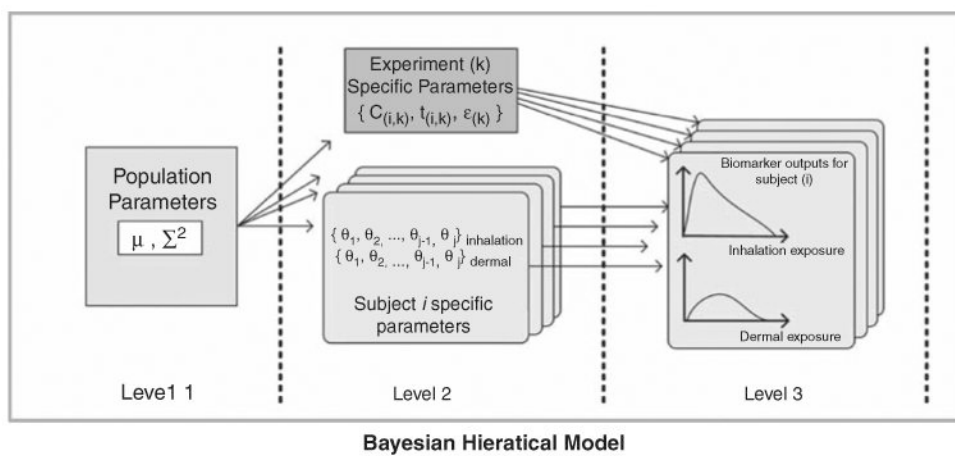 Population
Parameters
μ , Σ²
Leve1 1
Experiment (k)
Specific Parameters
{ C(i,k), t(i,k), ε(k) }
{ θ1, θ2, ..., θj-1, θj} inhalation
{ θ1, θ2, ..., θj-1, θj} dermal
Subject i specific
parameters
Level 2
Biomarker outputs for
subject (i)
Inhalation exposure
Dermal exposure
Level 3
Bayesian Hieratical Model